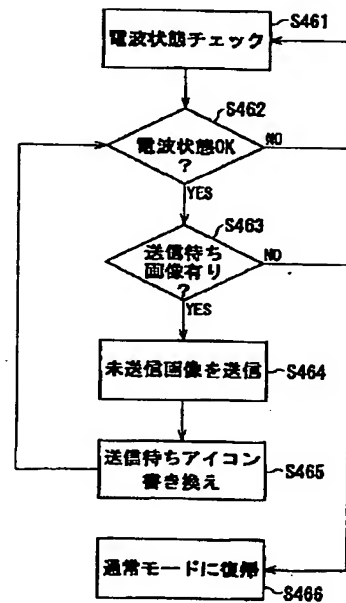 S461
電波状態チェック
S462
電波状態OK
?
NO
YES
S463
送信待ち
画像有り
?
NO
YES
未送信画像を送信
S464
送信待ちアイコン
書き換え
S465
通常モードに復帰
S466